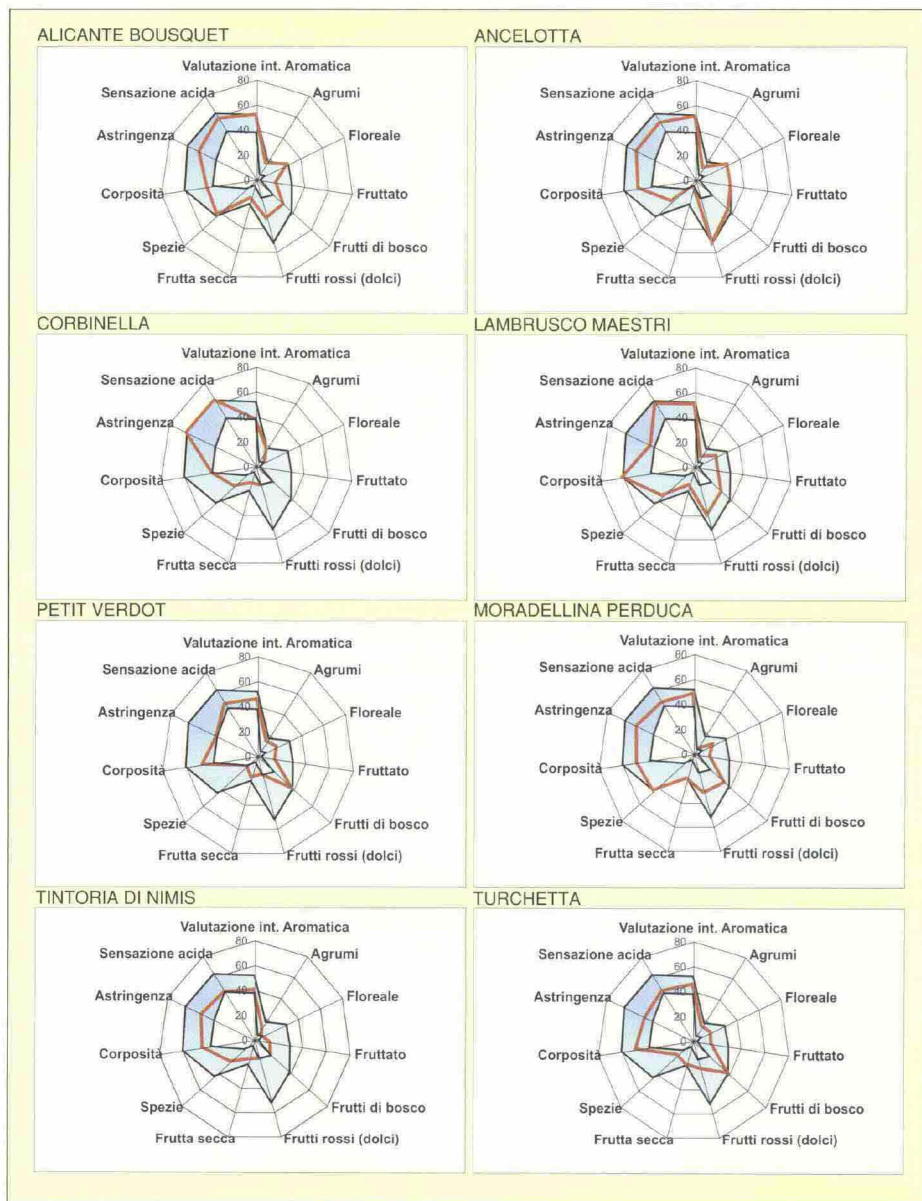 ALICANTE BOUSQUET
Valutazione int. Aromatica
80
Sensazione acida
Agrumi
60
Astringenza
40
Floreale
20
Corposità
0
Fruttato
Spezie
Frutti di bosco
Frutta secca
Frutti rossi (dolci)
ANCELOTTA
Valutazione int. Aromatica
80
Sensazione acida
Agrumi
60
Astringenza
40
Floreale
20
Corposità
0
Fruttato
Spezie
Frutti di bosco
Frutta secca
Frutti rossi (dolci)
CORBINELLA
Valutazione int. Aromatica
80
Sensazione acida
Agrumi
60
Astringenza
40
Floreale
20
Corposità
0
Fruttato
Spezie
Frutti di bosco
Frutta secca
Frutti rossi (dolci)
LAMBRUSCO MAESTRI
Valutazione int. Aromatica
80
Sensazione acida
Agrumi
60
Astringenza
40
Floreale
20
Corposità
0
Fruttato
Spezie
Frutti di bosco
Frutta secca
Frutti rossi (dolci)
PETIT VERDOT
Valutazione int. Aromatica
80
Sensazione acida
Agrumi
60
Astringenza
40
Floreale
20
Corposità
0
Fruttato
Spezie
Frutti di bosco
Frutta secca
Frutti rossi (dolci)
MORADELLINA PERDUCA
Valutazione int. Aromatica
80
Sensazione acida
Agrumi
60
Astringenza
40
Floreale
20
Corposità
0
Fruttato
Spezie
Frutti di bosco
Frutta secca
Frutti rossi (dolci)
TINTORIA DI NIMIS
Valutazione int. Aromatica
80
Sensazione acida
Agrumi
60
Astringenza
40
Floreale
20
Corposità
0
Fruttato
Spezie
Frutti di bosco
Frutta secca
Frutti rossi (dolci)
TURCHETTA
Valutazione int. Aromatica
80
Sensazione acida
Agrumi
60
Astringenza
40
Floreale
20
Corposità
0
Fruttato
Spezie
Frutti di bosco
Frutta secca
Frutti rossi (dolci)